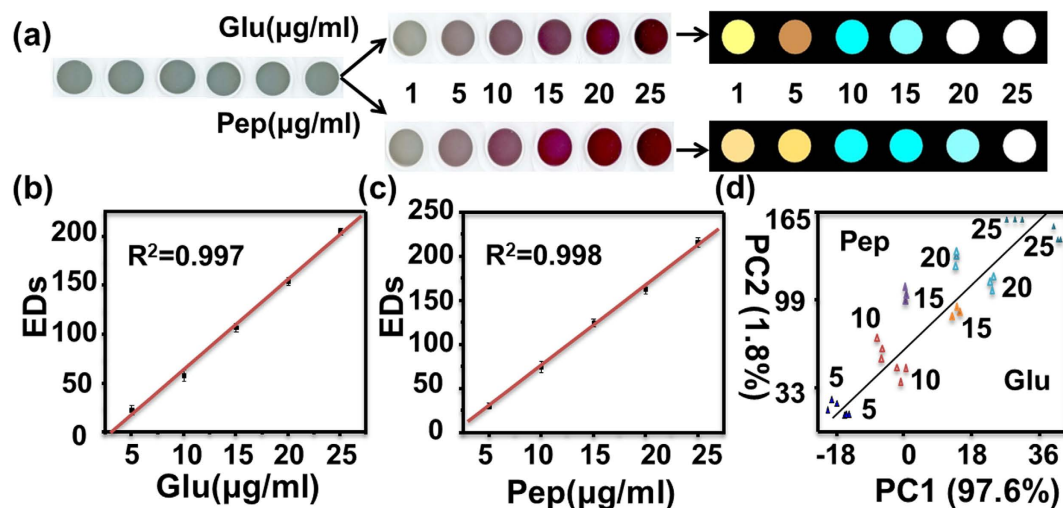 (a)
Glu(μg/ml)
Pep(μg/ml)
1 5 10 15 20 25
1 5 10 15 20 25
(b)
R²=0.997
EDs
200
150
100
50
0
5 10 15 20 25
Glu(μg/ml)
(c)
R²=0.998
EDs
250
200
150
100
50
0
5 10 15 20 25
Pep(μg/ml)
(d)
PC2 (1.8%)
165
99
33
Pep
25
25
20
20
15
15
10
10
5
5
Glu
-18 0 18 36
PC1 (97.6%)